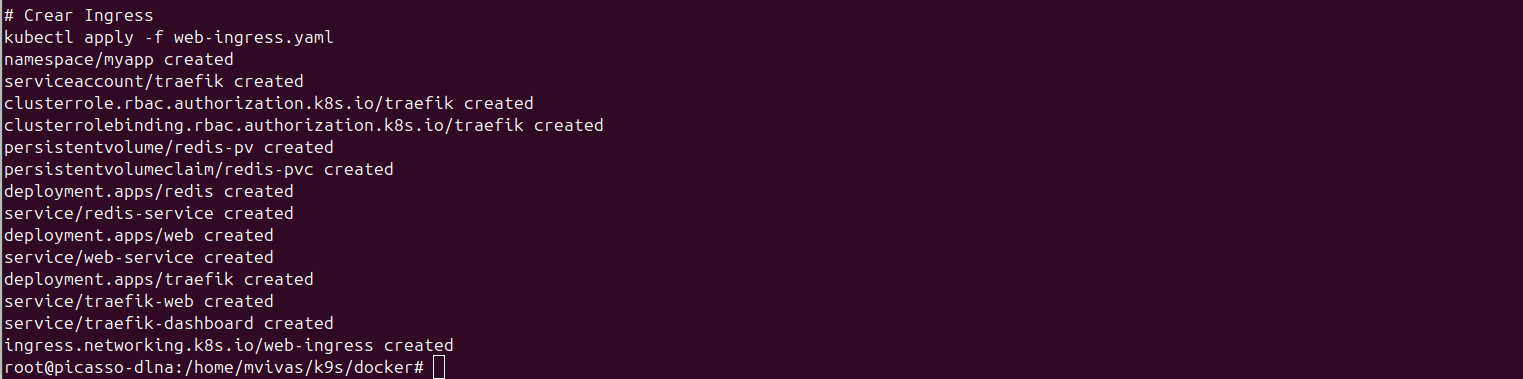 # Crear Ingress
kubectl apply -f web-ingress.yaml
namespace/myapp created
serviceaccount/traefik created
clusterrole.rbac.authorization.k8s.io/traefik created
clusterrolebinding.rbac.authorization.k8s.io/traefik created
persistentvolume/redis-pv created
persistentvolumeclaim/redis-pvc created
deployment.apps/redis created
service/redis-service created
deployment.apps/web created
service/web-service created
deployment.apps/traefik created
service/traefik-web created
service/traefik-dashboard created
ingress.networking.k8s.io/web-ingress created
root@picasso-dlna:/home/mvivas/k9s/docker#